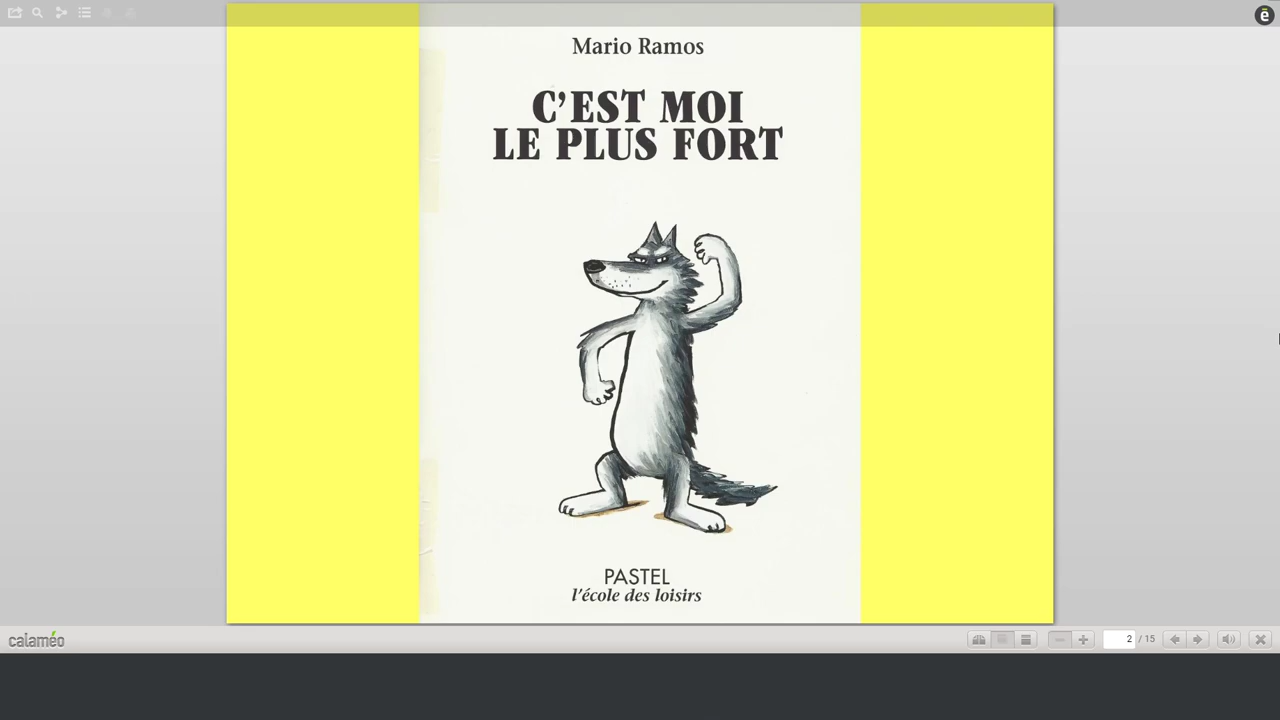 ē
Mario Ramos
C'EST MOI
LE PLUS FORT
PASTEL
l'école des loisirs
calaméo
2 / 15